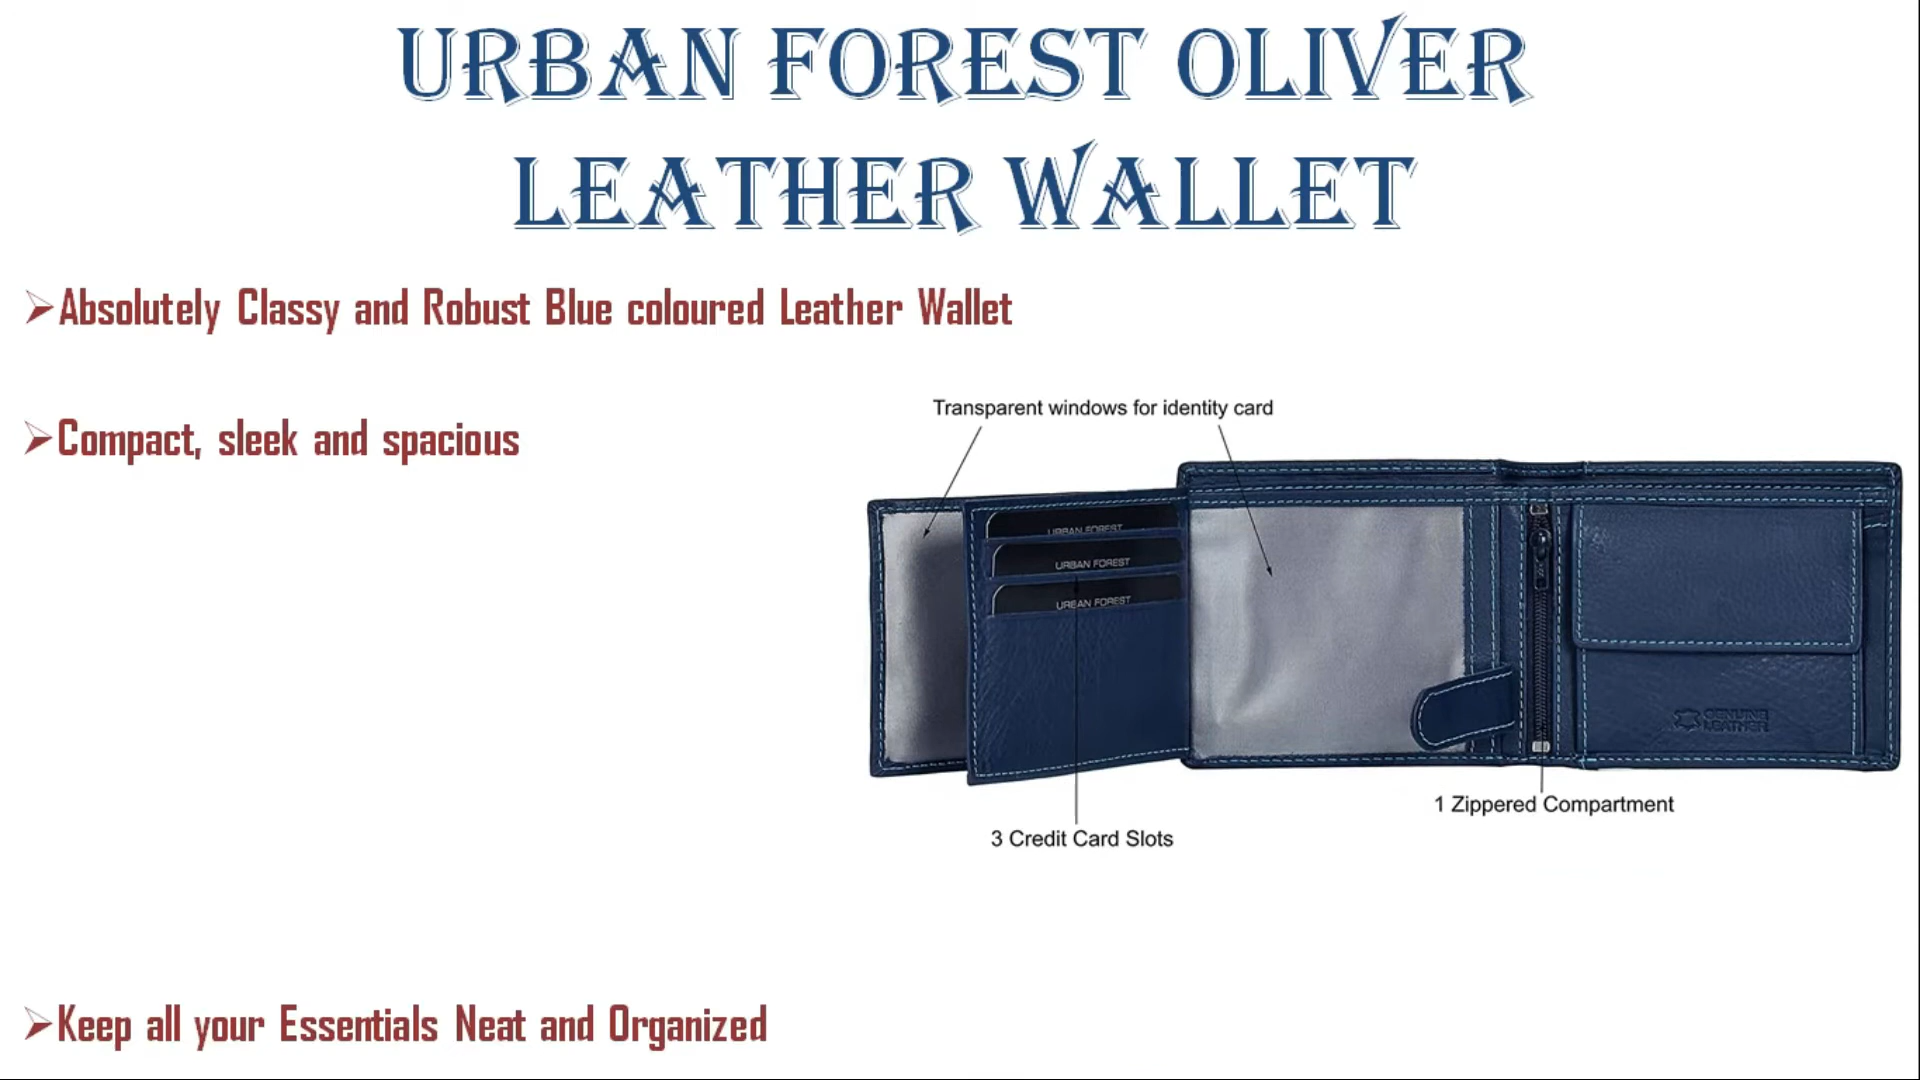 URBAN FOREST OLIVER
LEATHER WALLET
Absolutely Classy and Robust Blue coloured Leather Wallet
Transparent windows for identity card
Compact, sleek and spacious
URBAN FOREST
URBAN FOREST
URBAN FOREST
GENUINE
LEATHER
1 Zippered Compartment
3 Credit Card Slots
Keep all your Essentials Neat and Organized